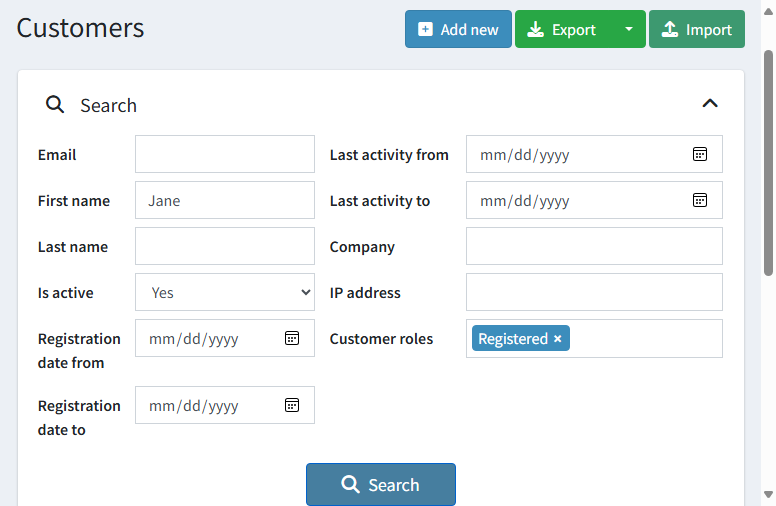 Customers
Add new
Export
Import
Search
Email
Last activity from mm/dd/yyyy
First name Jane
Last activity to mm/dd/yyyy
Last name
Company
Is active Yes
IP address
Registration date from mm/dd/yyyy
Customer roles Registered ×
Registration date to mm/dd/yyyy
Search